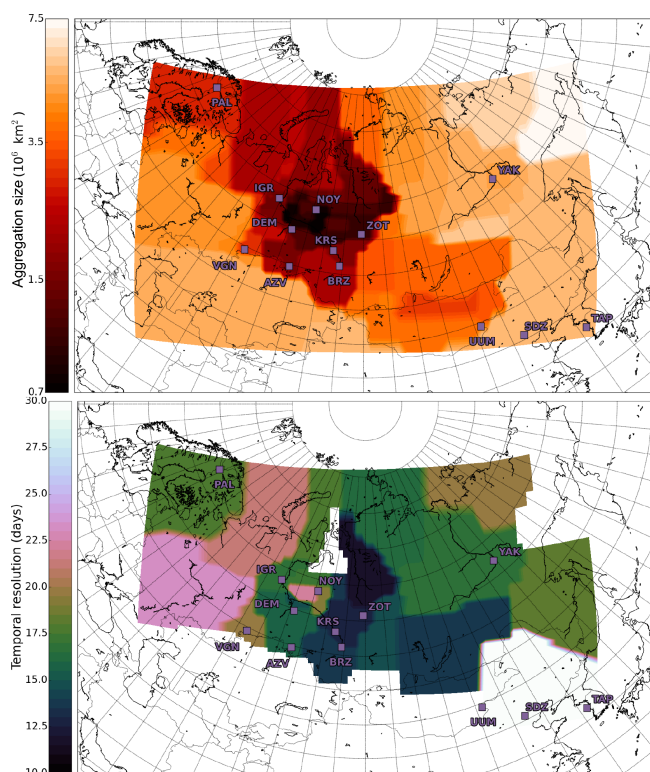 7.5
3.5
1.5
0.7
Aggregation size (10⁶ km²)
PAL
IGR
NOY
DEM
ZOT
KRS
VGN
AZV
BRZ
YAK
UUM
SDZ
TAP
30.0
27.5
25.0
22.5
20.0
17.5
15.0
12.5
10.0
Temporal resolution (days)
PAL
IGR
NOY
DEM
ZOT
KRS
VGN
AZV
BRZ
YAK
UUM
SDZ
TAP